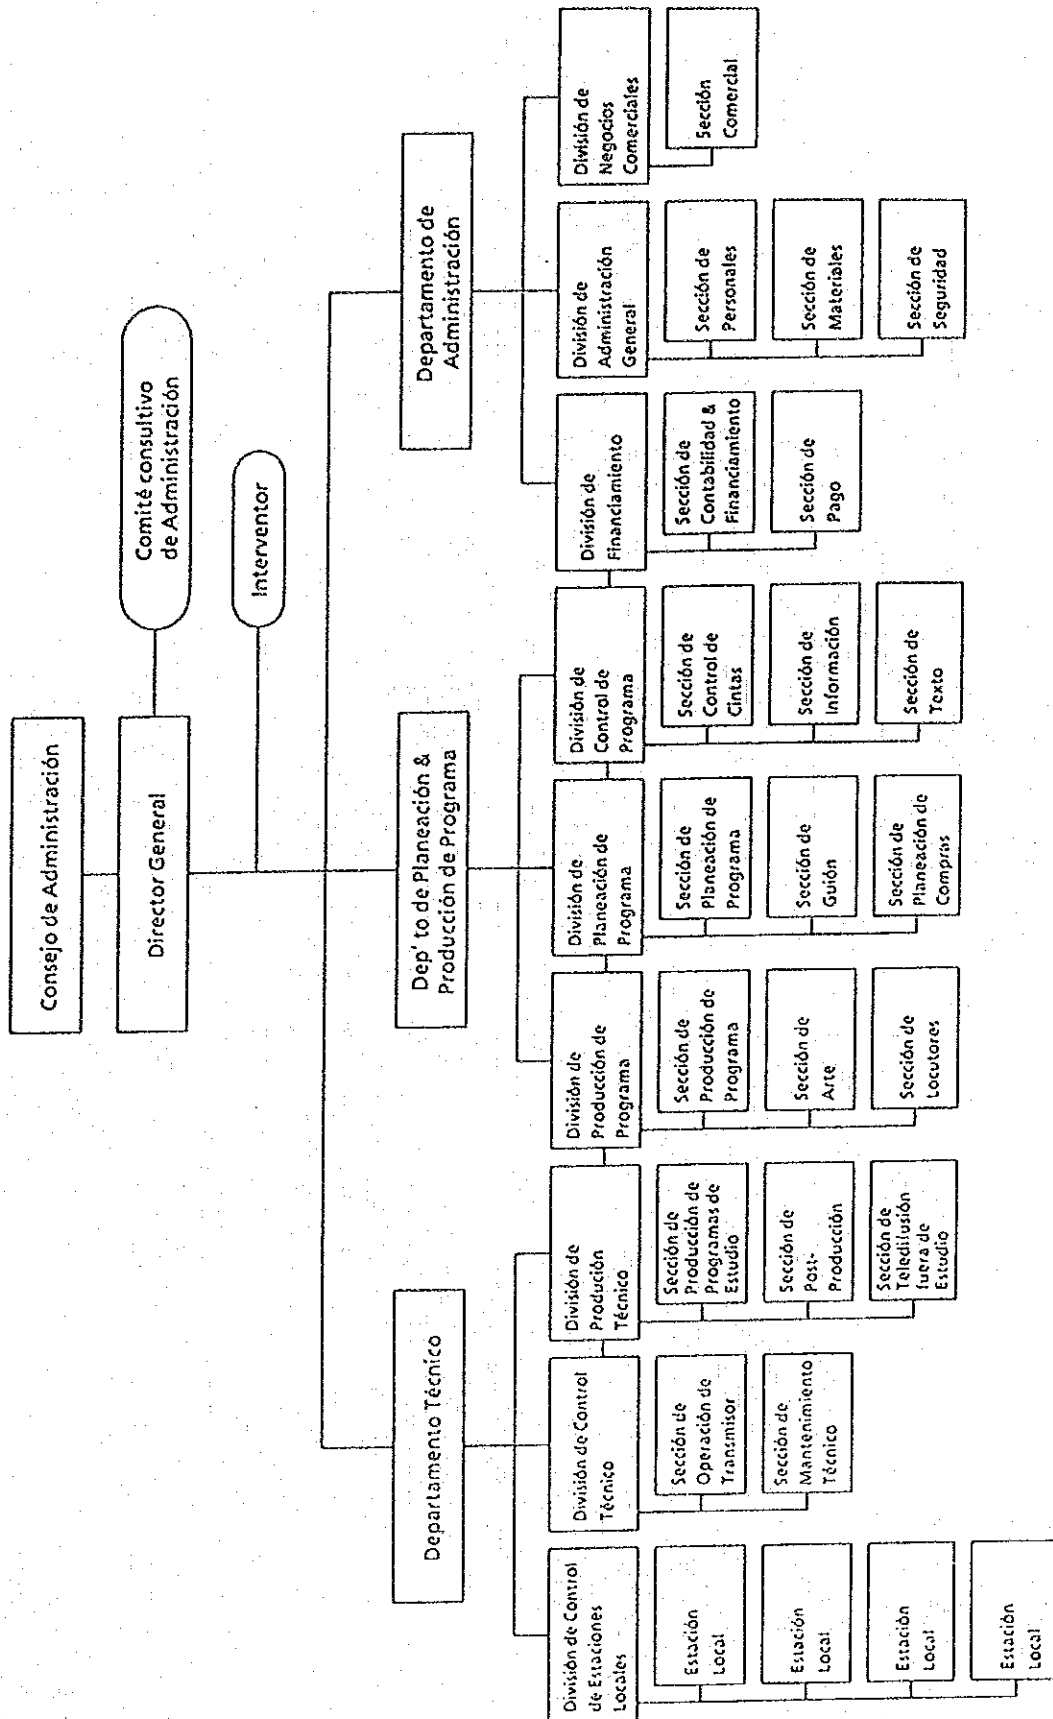 Consejo de Administración
Director General
Comité consultivo
de Administración
Interventor
Departamento Técnico
Dep' to de Planeación &
Producción de Programa
Departamento de
Administración
División de Control
de Estaciones
Locales
Estación
Local
Estación
Local
Estación
Local
Estación
Local
División de Control
Técnico
Sección de
Operación de
Transmisor
Sección de
Mantenimiento
Técnico
División de
Produción
Técnico
Sección de
Producción de
Programas de
Estudio
Sección de
Post-
Producción
Sección de
Teledilusión
fuera de
Estudio
División de
Producción de
Programa
Sección de
Producción de
Programa
Sección de
Arte
Sección de
Locutores
División de
Planeación de
Programa
Sección de
Planeación de
Programa
Sección de
Guión
Sección de
Planeación de
Compras
División de
Control de
Programa
Sección de
Control de
Cintas
Sección de
Información
Sección de
Texto
División de
Financiamiento
Sección de
Contabilidad &
Financiamiento
Sección de
Pago
División de
Administración
General
Sección de
Personales
Sección de
Materiales
Sección de
Seguridad
División de
Negocios
Comerciales
Sección
Comercial